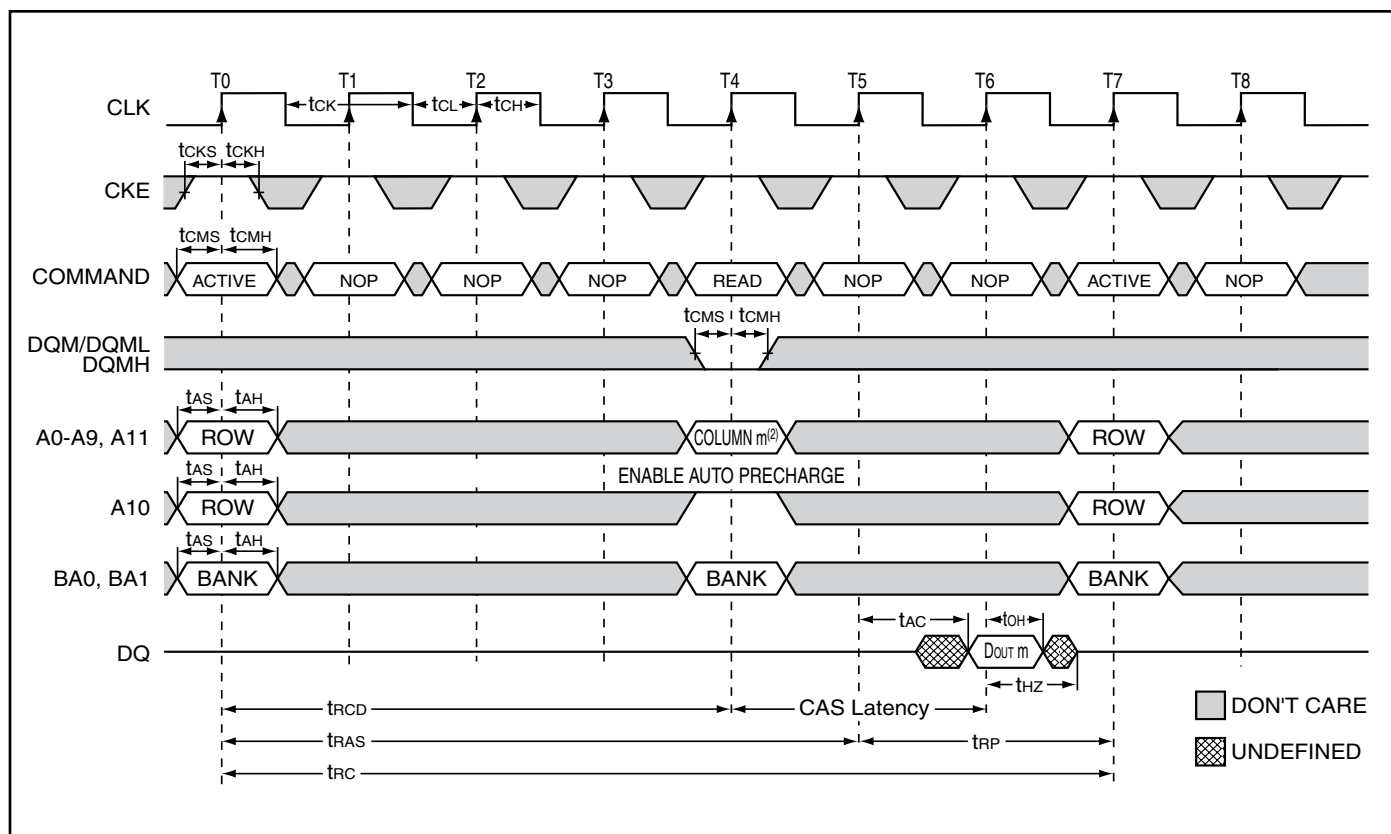 T0 T1 T2 T3 T4 T5 T6 T7 T8
CLK
tCK tCL tCH
tCKS tCKH
CKE
tCMS tCMH
COMMAND ACTIVE NOP NOP NOP READ NOP NOP ACTIVE NOP
tCMS tCMH
DQM/DQML
DQMH
tAS tAH
A0-A9, A11 ROW COLUMN m(2) ROW
tAS tAH ENABLE AUTO PRECHARGE
A10 ROW ROW
tAS tAH
BA0, BA1 BANK BANK BANK
tAC tOH
DQ DOUT m
tHZ
tRCD CAS Latency
DON'T CARE
tRAS tRP
UNDEFINED
tRC